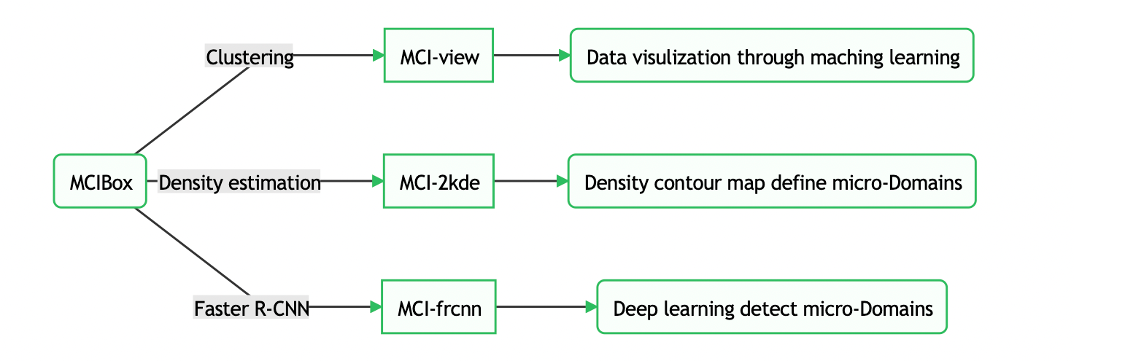 Clustering
MCI-view
Data visulization through maching learning
MCIBox
Density estimation
MCI-2kde
Density contour map define micro-Domains
Faster R-CNN
MCI-frcnn
Deep learning detect micro-Domains